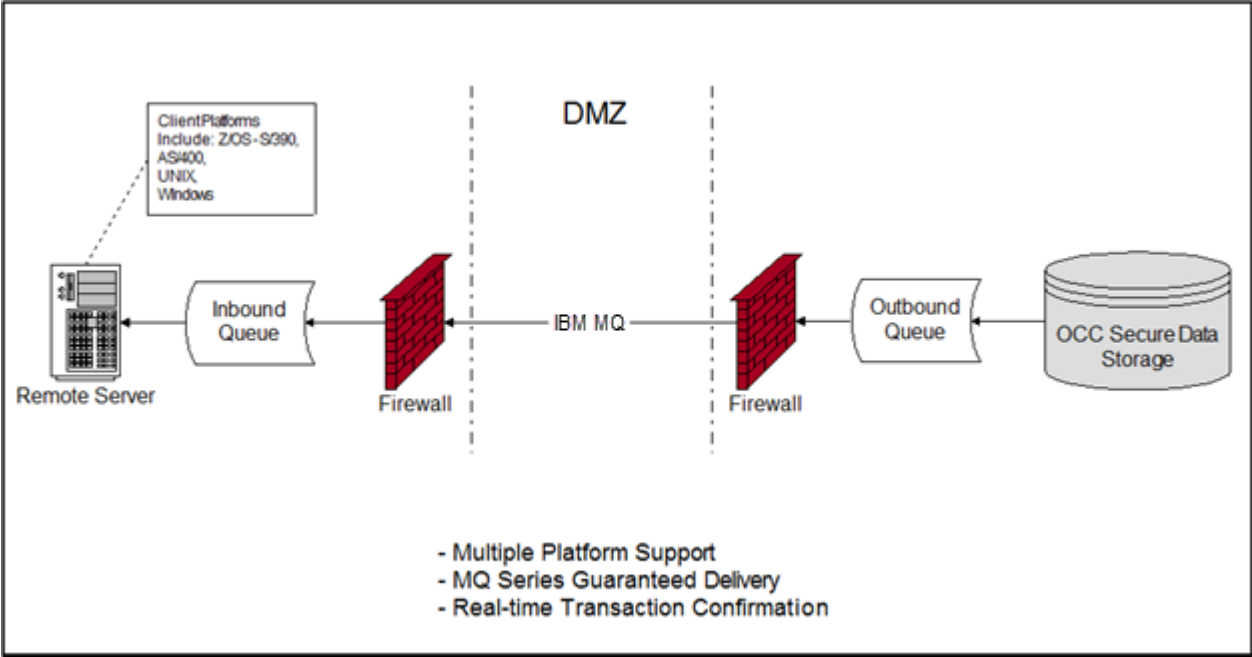 DMZ
ClientPlatforms
Include: Z/OS-S/390,
AS/400,
UNIX,
Windows
Inbound
Queue
IBM MQ
Outbound
Queue
OCC Secure Data
Storage
Remote Server
Firewall
Firewall
- Multiple Platform Support
- MQ Series Guaranteed Delivery
- Real-time Transaction Confirmation